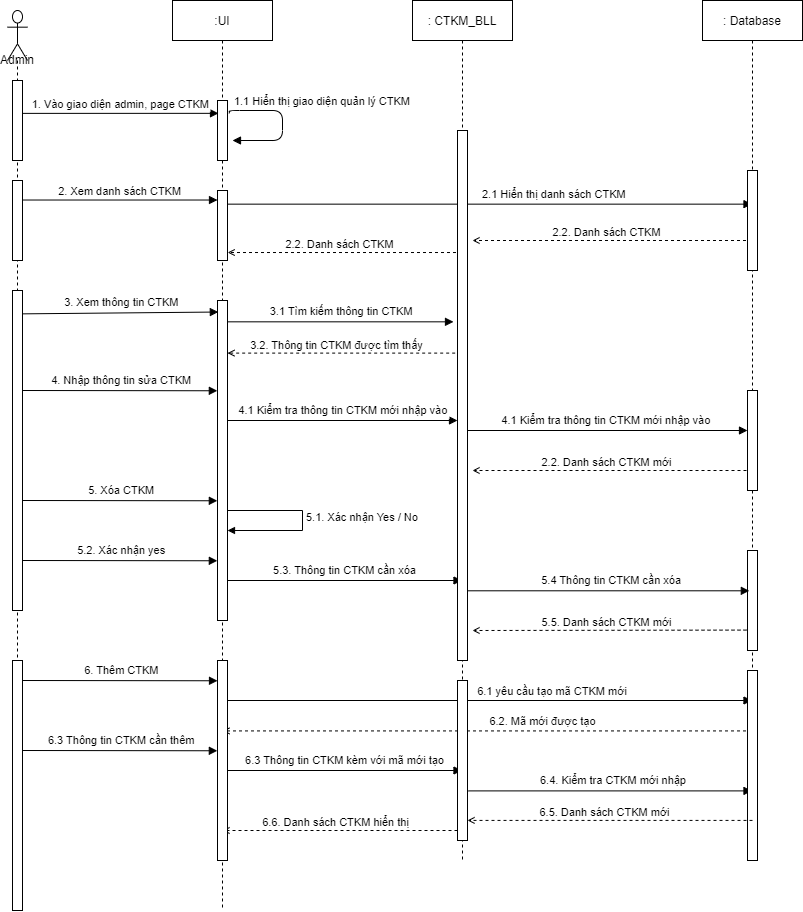 :UI
: CTKM_BLL
: Database
Admin
1. Vào giao diện admin, page CTKM
1.1 Hiển thị giao diện quản lý CTKM
2. Xem danh sách CTKM
2.1 Hiển thị danh sách CTKM
2.2. Danh sách CTKM
2.2. Danh sách CTKM
3. Xem thông tin CTKM
3.1 Tìm kiếm thông tin CTKM
3.2. Thông tin CTKM được tìm thấy
4. Nhập thông tin sửa CTKM
4.1 Kiểm tra thông tin CTKM mới nhập vào
4.1 Kiểm tra thông tin CTKM mới nhập vào
2.2. Danh sách CTKM mới
5. Xóa CTKM
5.1. Xác nhận Yes / No
5.2. Xác nhận yes
5.3. Thông tin CTKM cần xóa
5.4 Thông tin CTKM cần xóa
5.5. Danh sách CTKM mới
6. Thêm CTKM
6.1 yêu cầu tạo mã CTKM mới
6.2. Mã mới được tạo
6.3 Thông tin CTKM cần thêm
6.3 Thông tin CTKM kèm với mã mới tạo
6.4. Kiểm tra CTKM mới nhập
6.5. Danh sách CTKM mới
6.6. Danh sách CTKM hiển thị